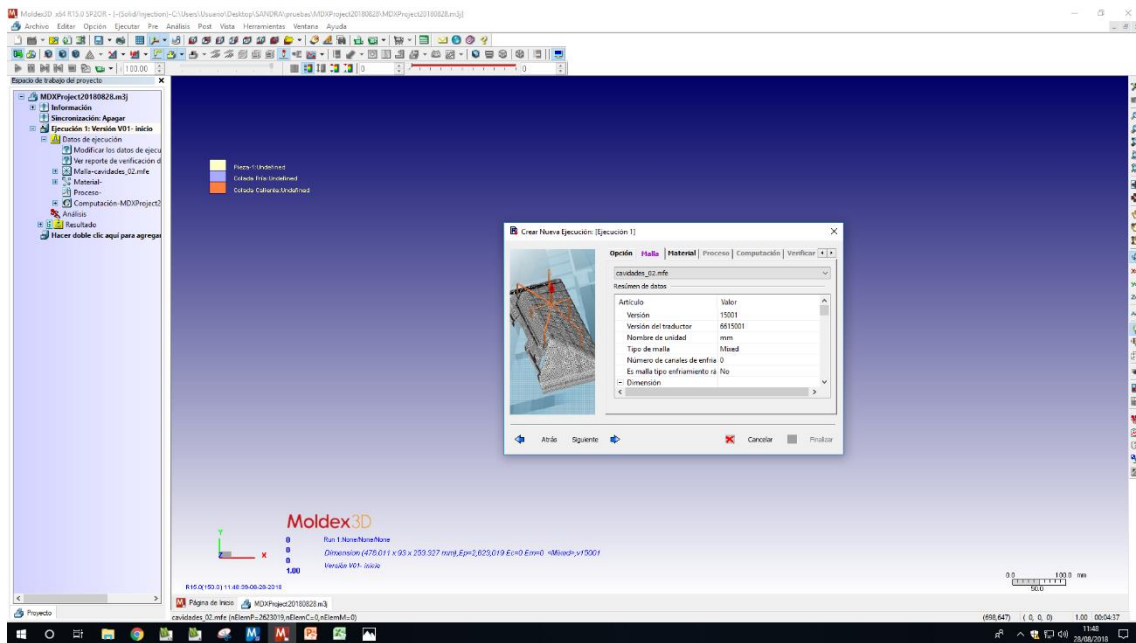 Moldex3D x64 R15.0 SP2OR - [-(Solid/Injection)-C:\Users\Usuario\Desktop\SANDRA\pruebas\MDXProject20180828\MDXProject20180828.m3j]
Archivo Editar Opción Ejecutar Pre Análisis Post Vista Herramientas Ventana Ayuda
100.00
0
0
Espacio de trabajo del proyecto
MDXProject20180828.m3j
Información
Sincronización: Apagar
Ejecución 1: Versión V01- inicio
Datos de ejecución
Modificar los datos de ejecu
Ver reporte de verificación d
Malla-cavidades_02.mfe
Material-
Proceso-
Computación-MDXProject2
Análisis
Resultado
Hacer doble clic aquí para agregar
Proyecto
Pieza-1:Undefined
Colada Fría:Undefined
Colada Caliente:Undefined
Crear Nueva Ejecución: [Ejecución 1]
Opción Malla Material Proceso Computación Verificar
cavidades_02.mfe
Resúmen de datos
Artículo Valor
Versión 15001
Versión del traductor 6615001
Nombre de unidad mm
Tipo de malla Mixed
Número de canales de enfria 0
Es malla tipo enfriamiento rá No
Dimensión
Atrás Siguiente Cancelar Finalizar
Y
Z X
Moldex3D
0 Run 1:None/None/None
0 Dimension (478.011 x 93 x 253.327 mm),Ep=2,623,019 Ec=0 Em=0 <Mixed>,v15001
0 Versión V01- inicio
1.00
R15.0(150.0) 11:48:39-08-28-2018
0.0 100.0 mm
50.0
Página de Inicio MDXProject20180828.m3j
cavidades_02.mfe (nElemP=2623019,nElemC=0,nElemM=0) (698,647) ( 0, 0, 0) 1.00 00:04:37
11:48
28/08/2018